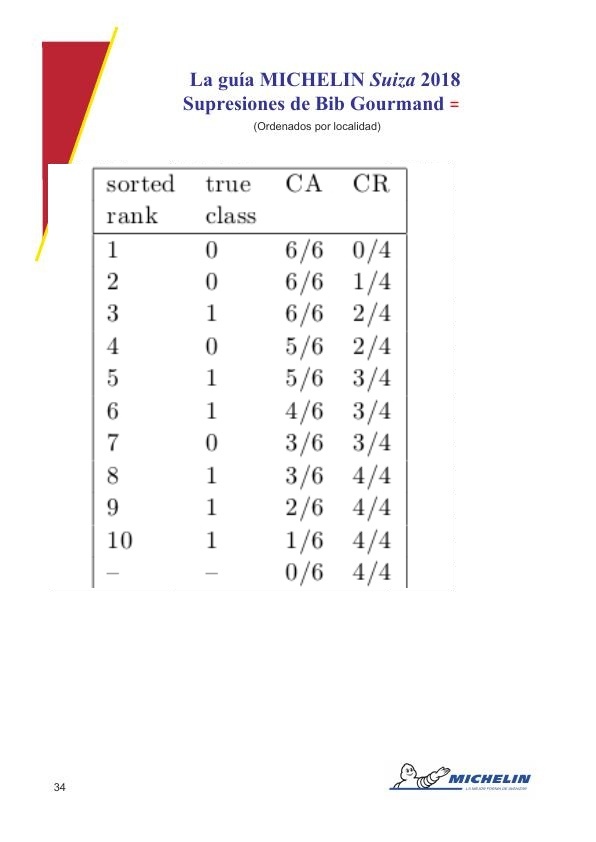 La guía MICHELIN Suiza 2018
Supresiones de Bib Gourmand =
(Ordenados por localidad)
sorted true CA CR
rank class
1 0 6/6 0/4
2 0 6/6 1/4
3 1 6/6 2/4
4 0 5/6 2/4
5 1 5/6 3/4
6 1 4/6 3/4
7 0 3/6 3/4
8 1 3/6 4/4
9 1 2/6 4/4
10 1 1/6 4/4
– – 0/6 4/4
MICHELIN
LA MEJOR FORMA DE AVANZAR
34